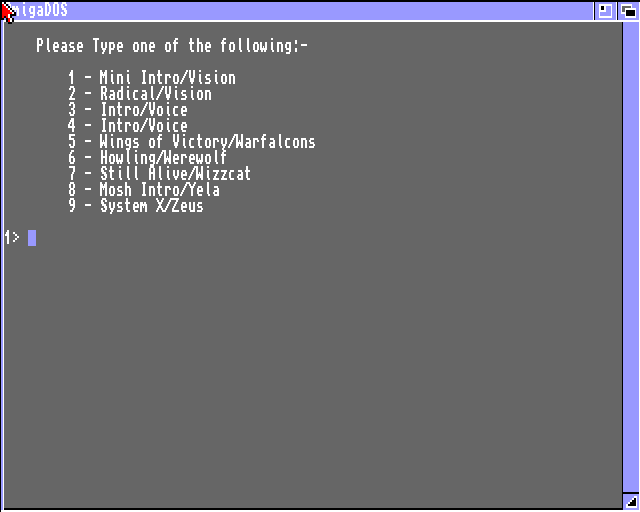 AmigaDOS
Please Type one of the following:-
1 - Mini Intro/Vision
2 - Radical/Vision
3 - Intro/Voice
4 - Intro/Voice
5 - Wings of Victory/Warfalcons
6 - Howling/Werewolf
7 - Still Alive/Wizzcat
8 - Mosh Intro/Yela
9 - System X/Zeus
1>